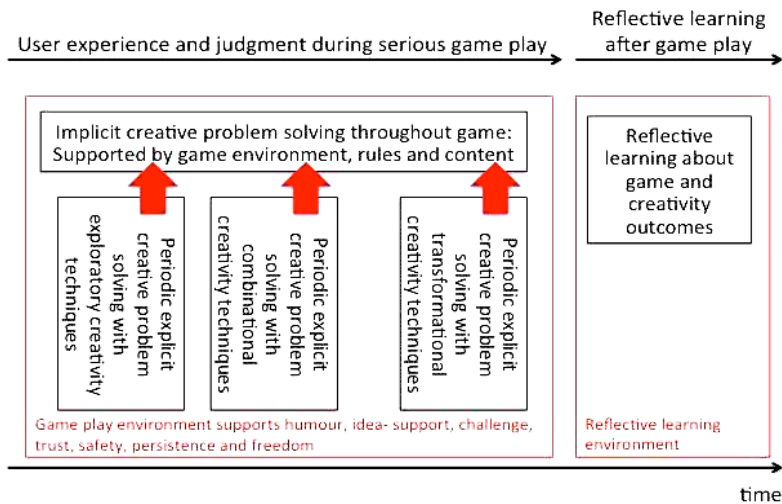 User experience and judgment during serious game play
Reflective learning
after game play
Implicit creative problem solving throughout game:
Supported by game environment, rules and content
Periodic explicit
creative problem
solving with
exploratory creativity
techniques
Periodic explicit
creative problem
solving with
combinational
creativity techniques
Periodic explicit
creative problem
solving with
transformational
creativity techniques
Game play environment supports humour, idea- support, challenge,
trust, safety, persistence and freedom
Reflective
learning about
game and
creativity
outcomes
Reflective learning
environment
time